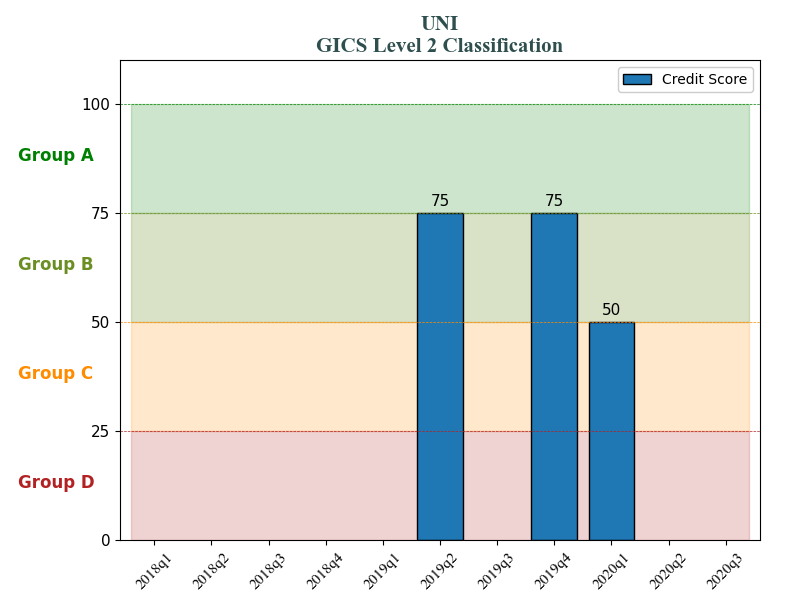 UNI
GICS Level 2 Classification
Credit Score
100
Group A
75 75
75
Group B
50
50
Group C
25
Group D
0
2018q1 2018q2 2018q3 2018q4 2019q1 2019q2 2019q3 2019q4 2020q1 2020q2 2020q3